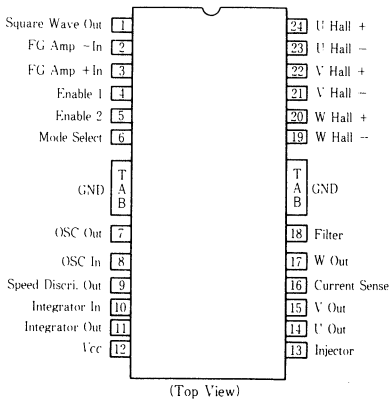 Square Wave Out 1
FG Amp -In 2
FG Amp +In 3
Enable 1 4
Enable 2 5
Mode Select 6
GND TAB
OSC Out 7
OSC In 8
Speed Discri. Out 9
Integrator In 10
Integrator Out 11
Vcc 12
24 U Hall +
23 U Hall -
22 V Hall +
21 V Hall -
20 W Hall +
19 W Hall -
TAB GND
18 Filter
17 W Out
16 Current Sense
15 V Out
14 U Out
13 Injector
(Top View)